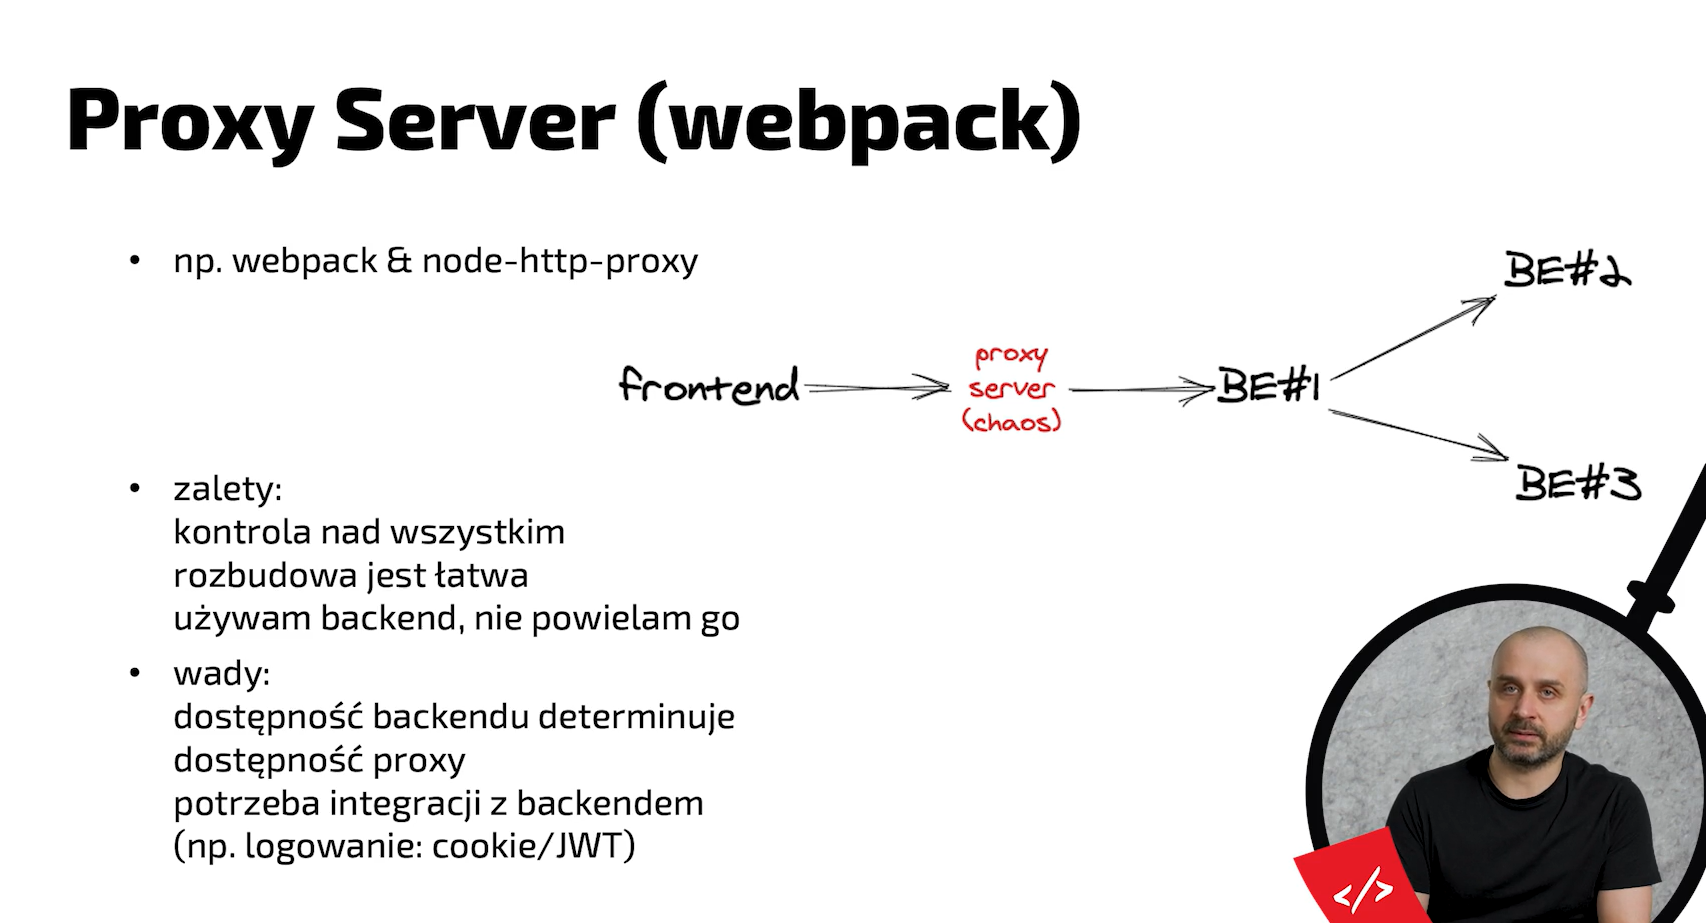 Proxy Server (webpack)
• np. webpack & node-http-proxy
frontend
proxy
server
(chaos)
BE#1
BE#2
BE#3
• zalety:
kontrola nad wszystkim
rozbudowa jest łatwa
używam backend, nie powielam go
• wady:
dostępność backendu determinuje
dostępność proxy
potrzeba integracji z backendem
(np. logowanie: cookie/JWT)
</>